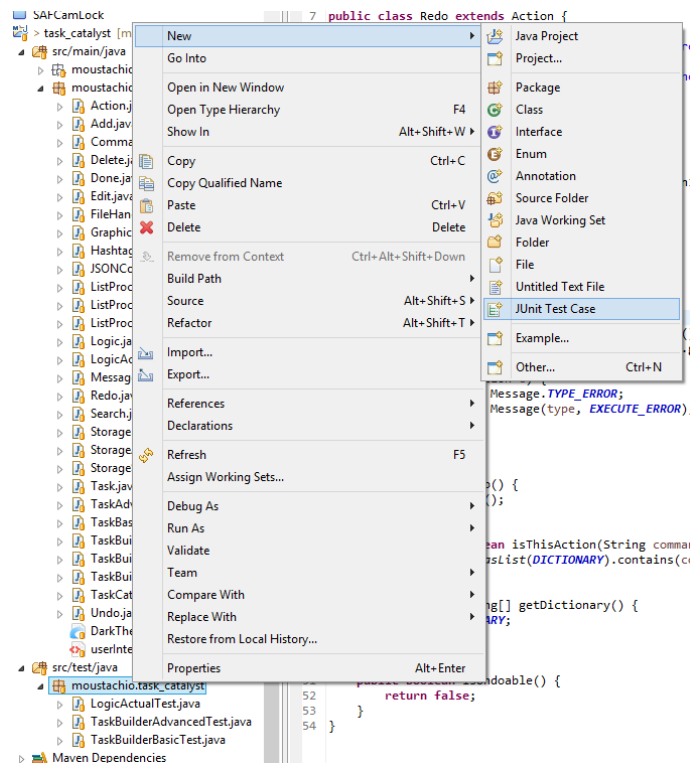 SAFCamLock
> task_catalyst [m
src/main/java
moustachio
moustachio
Action.j
Add.java
Comma
Delete.ja
Done.jav
Edit.java
FileHan
Graphic
Hashtag
JSONCo
ListProc
ListProc
ListProc
Logic.ja
LogicAc
Messag
Redo.jav
Search.j
Storage
Storage.
Storage
Task.jav
TaskAdv
TaskBas
TaskBui
TaskBui
TaskBui
TaskCat
Undo.ja
DarkThe
userInte
src/test/java
moustachio.task_catalyst
LogicActualTest.java
TaskBuilderAdvancedTest.java
TaskBuilderBasicTest.java
Maven Dependencies
New
Go Into
Open in New Window
Open Type Hierarchy F4
Show In Alt+Shift+W
Copy Ctrl+C
Copy Qualified Name
Paste Ctrl+V
Delete Delete
Remove from Context Ctrl+Alt+Shift+Down
Build Path
Source Alt+Shift+S
Refactor Alt+Shift+T
Import...
Export...
References
Declarations
Refresh F5
Assign Working Sets...
Debug As
Run As
Validate
Team
Compare With
Replace With
Restore from Local History...
Properties Alt+Enter
Java Project
Project...
Package
Class
Interface
Enum
Annotation
Source Folder
Java Working Set
Folder
File
Untitled Text File
JUnit Test Case
Example...
Other... Ctrl+N
7 public class Redo extends Action {
Message.TYPE_ERROR;
Message(type, EXECUTE_ERROR)
() {
();
ean isThisAction(String comma
asList(DICTIONARY).contains(c
ng[] getDictionary() {
ARY;
52 return false;
53 }
54 }